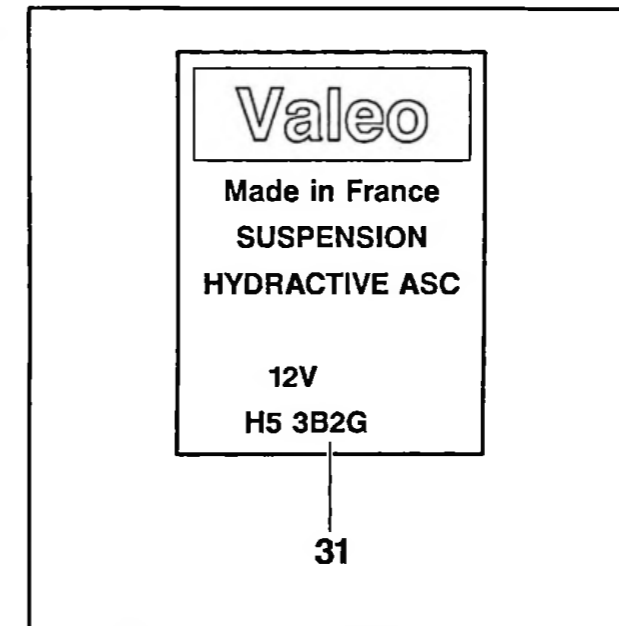 Valeo
Made in France
SUSPENSION
HYDRACTIVE ASC
12V
H5 3B2G
31